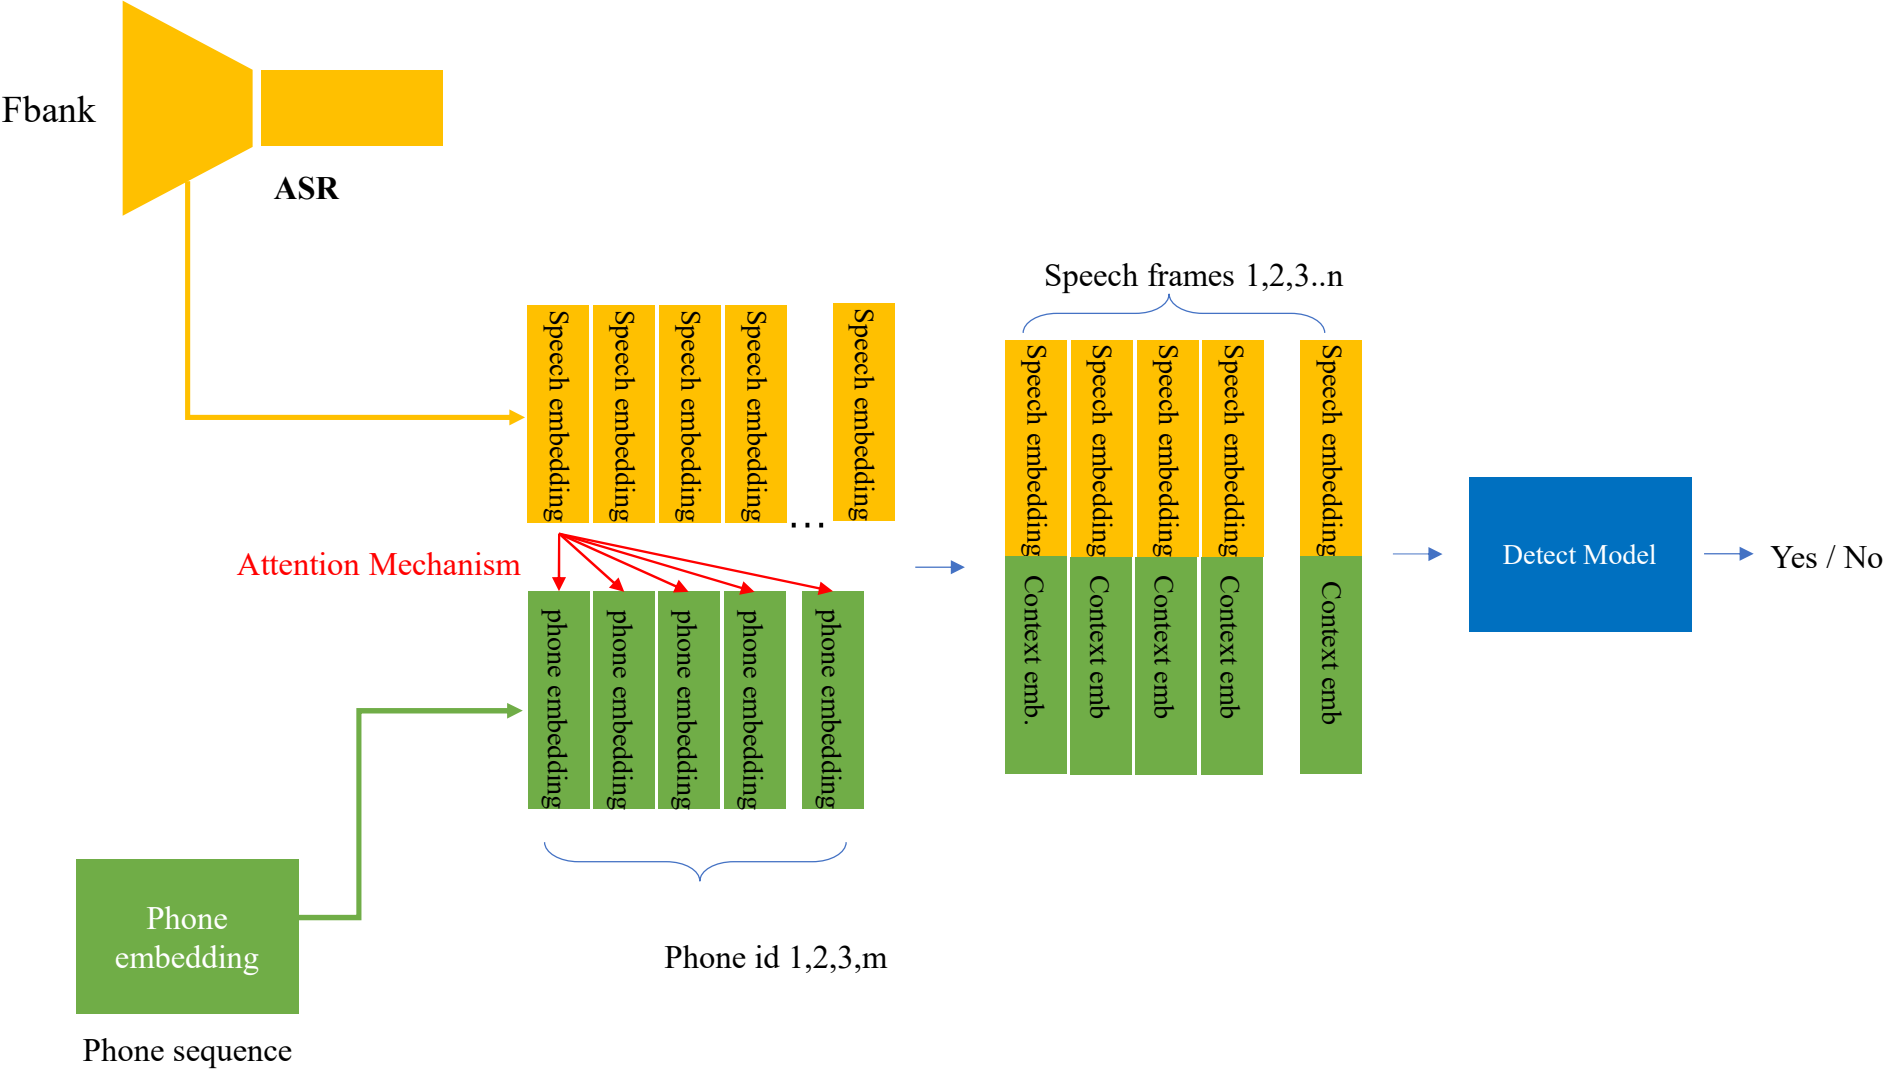 Fbank
ASR
Speech embedding
Speech embedding
Speech embedding
Speech embedding
...
Speech embedding
Attention Mechanism
phone embedding
phone embedding
phone embedding
phone embedding
phone embedding
Phone id 1,2,3,m
Phone
embedding
Phone sequence
Speech frames 1,2,3..n
Speech embedding
Speech embedding
Speech embedding
Speech embedding
Speech embedding
Context emb.
Context emb
Context emb
Context emb
Context emb
Detect Model
Yes / No